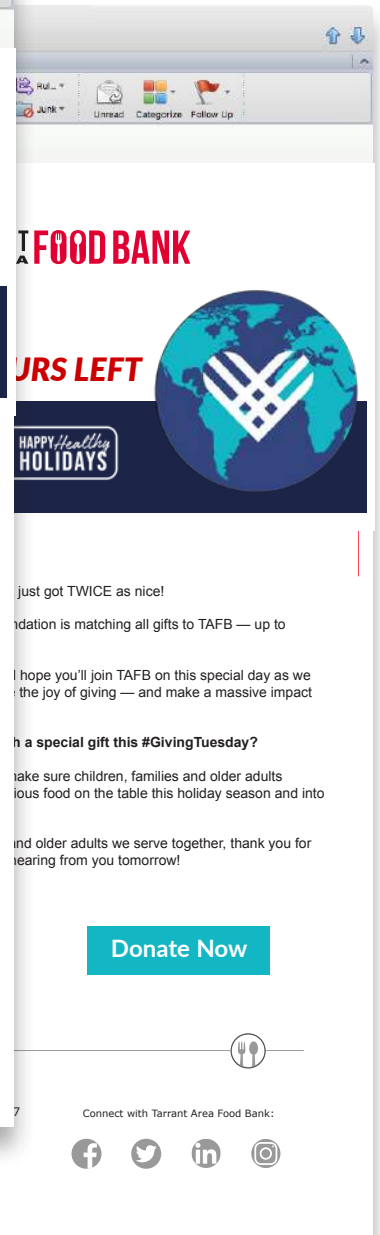 Rul...
Junk
Unread Categorize Follow Up
FOOD BANK
URS LEFT
HAPPY Healthy
HOLIDAYS
just got TWICE as nice!
ndation is matching all gifts to TAFB — up to
hope you’ll join TAFB on this special day as we
the joy of giving — and make a massive impact
h a special gift this #GivingTuesday?
ake sure children, families and older adults
ious food on the table this holiday season and into
and older adults we serve together, thank you for
earing from you tomorrow!
Donate Now
7 Connect with Tarrant Area Food Bank: